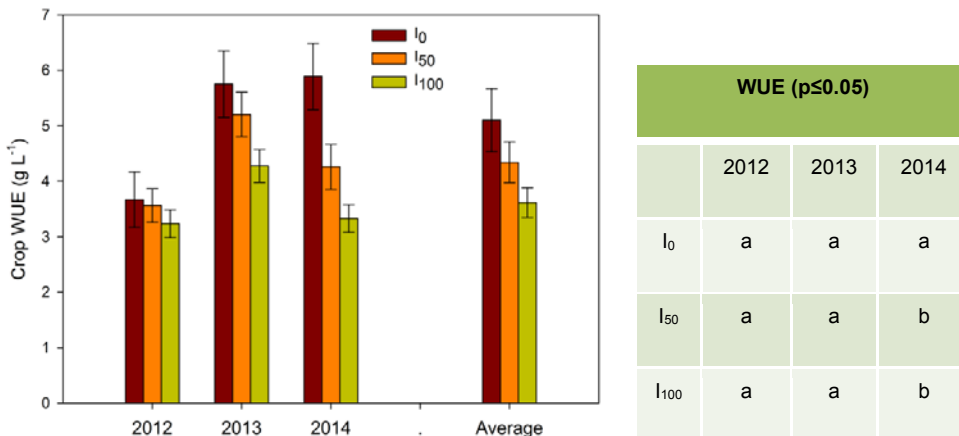 7
6
5
4
3
2
1
0
Crop WUE (g L⁻¹)
I₀
I₅₀
I₁₀₀
2012 2013 2014 . Average
WUE (p≤0.05)
2012 2013 2014
I₀ a a a
I₅₀ a a b
I₁₀₀ a a b